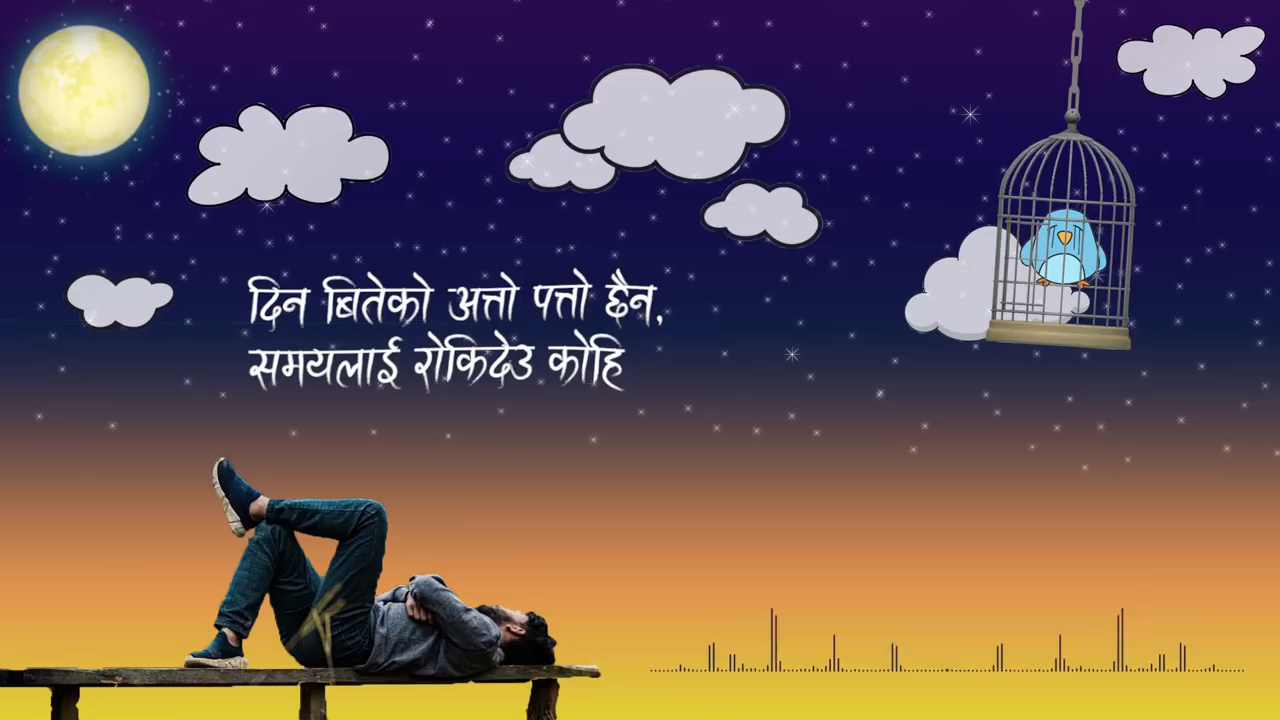 दिन बितेको अत्तो पत्तो छैन,
समयलाई रोकिदेउ कोहि